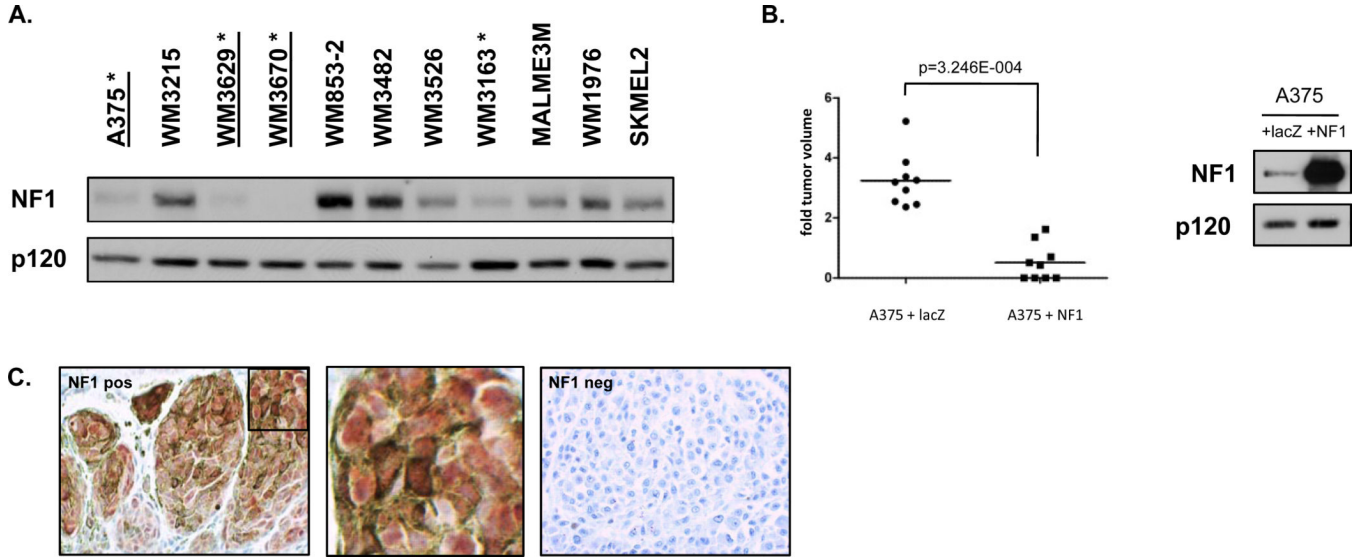 A.
A375 *
WM3215
WM3629 *
WM3670 *
WM853-2
WM3482
WM3526
WM3163 *
MALME3M
WM1976
SKMEL2
NF1
p120
B.
p=3.246E-004
fold tumor volume
6
4
2
0
A375 + lacZ
A375 + NF1
A375
+lacZ +NF1
NF1
p120
C.
NF1 pos
NF1 neg